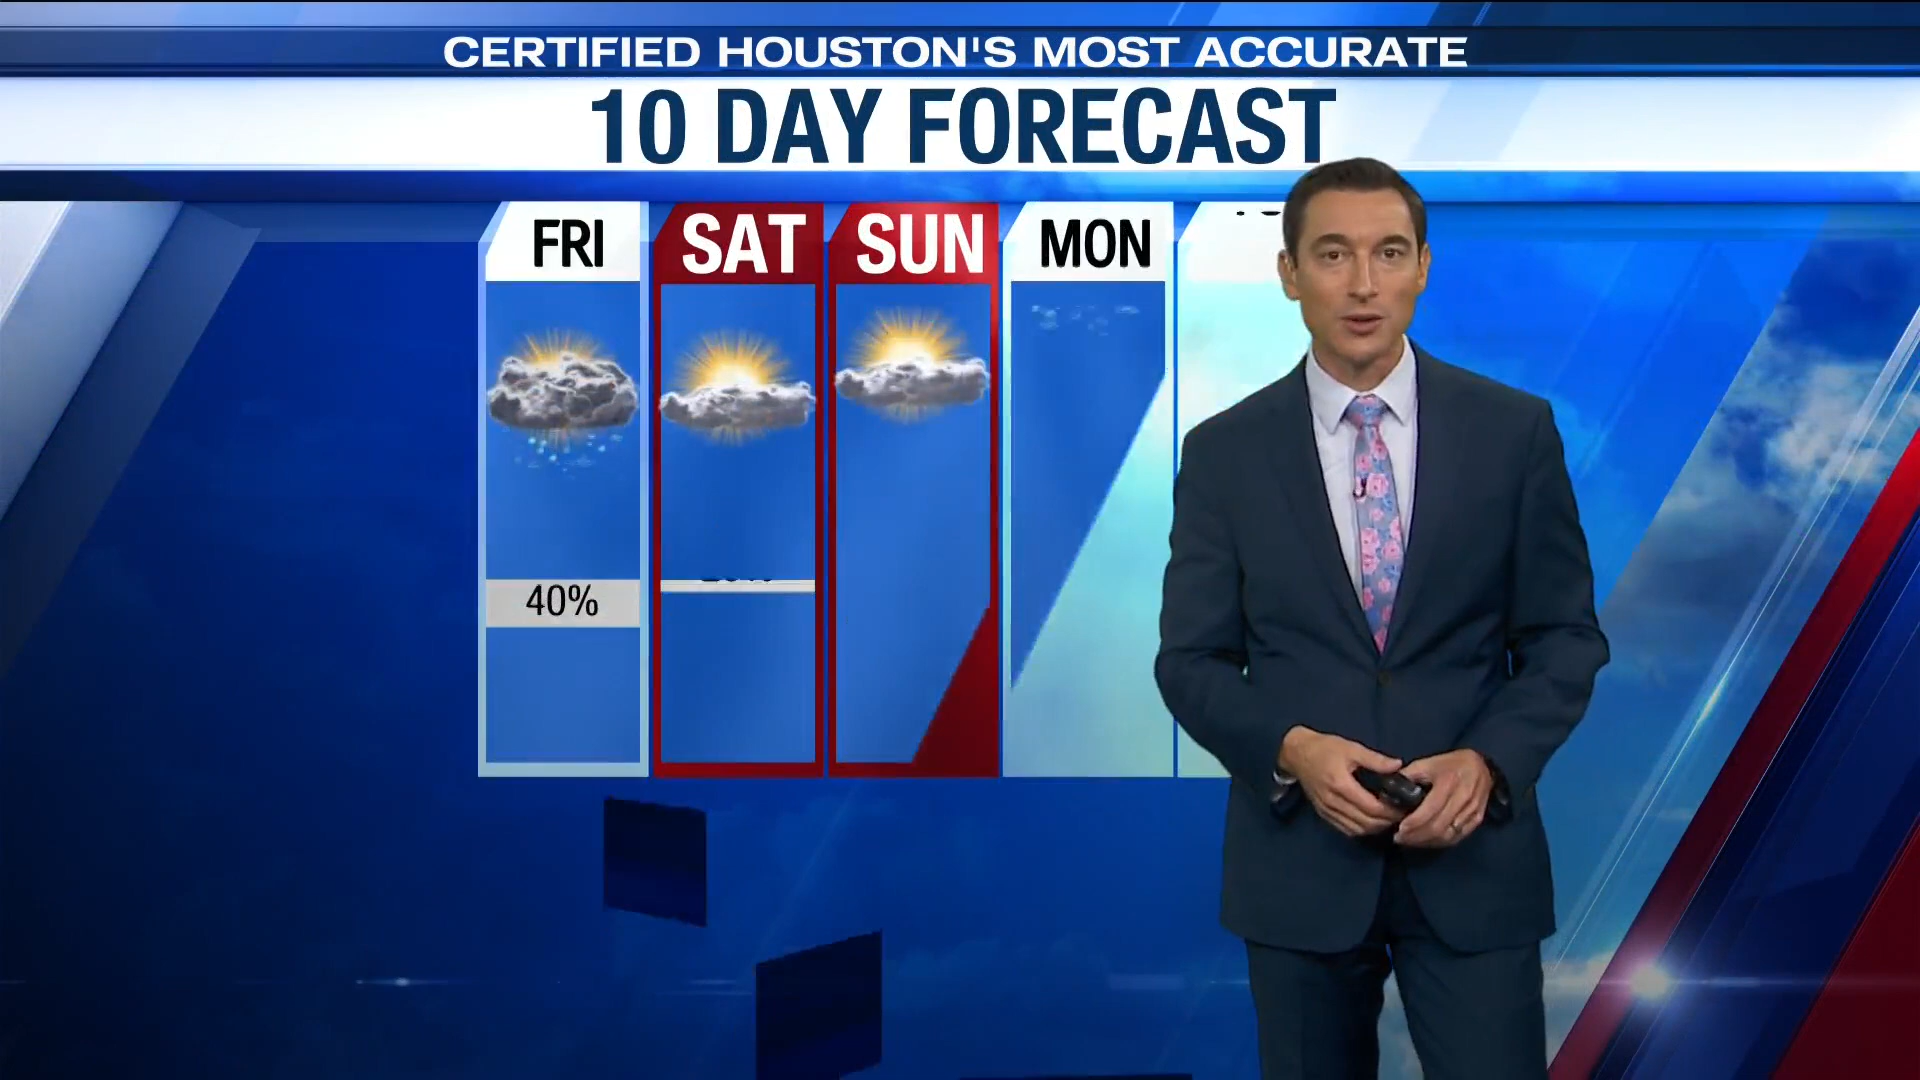 CERTIFIED HOUSTON'S MOST ACCURATE
10 DAY FORECAST
FRI SAT SUN MON
40%